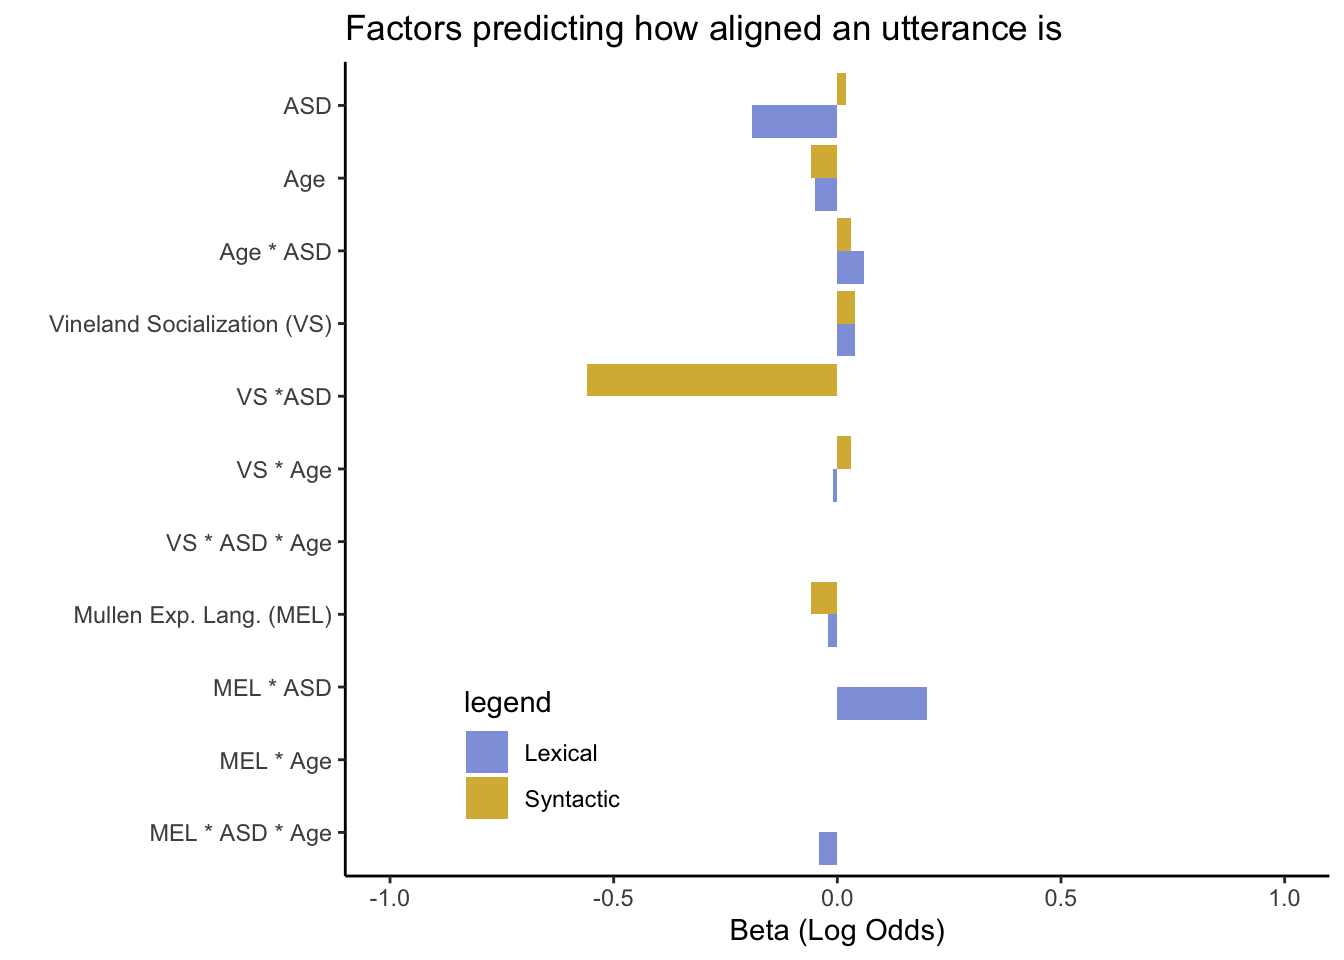 Factors predicting how aligned an utterance is
ASD
Age
Age * ASD
Vineland Socialization (VS)
VS *ASD
VS * Age
VS * ASD * Age
Mullen Exp. Lang. (MEL)
MEL * ASD
MEL * Age
MEL * ASD * Age
legend
Lexical
Syntactic
-1.0
-0.5
0.0
0.5
1.0
Beta (Log Odds)